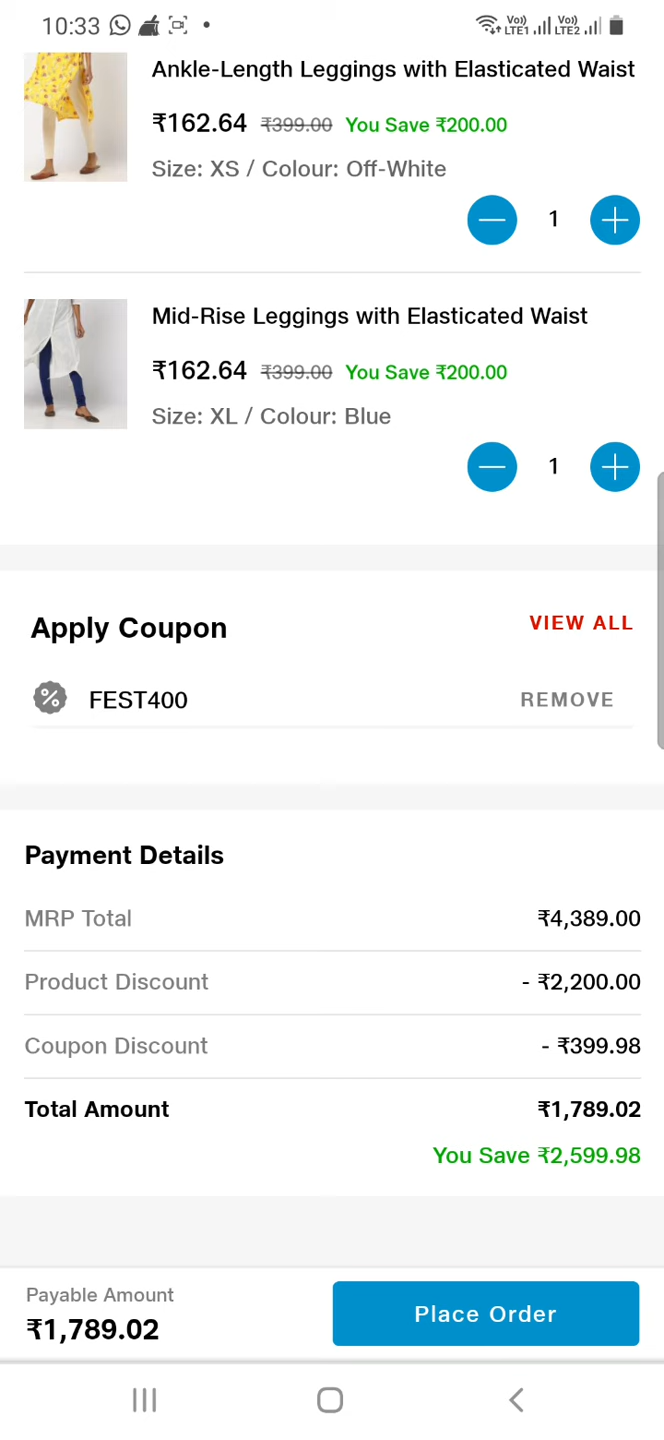 10:33 Vo)) LTE1 Vo)) LTE2
Ankle-Length Leggings with Elasticated Waist
₹162.64 ₹399.00 You Save ₹200.00
Size: XS / Colour: Off-White
1
Mid-Rise Leggings with Elasticated Waist
₹162.64 ₹399.00 You Save ₹200.00
Size: XL / Colour: Blue
1
Apply Coupon VIEW ALL
% FEST400 REMOVE
Payment Details
MRP Total ₹4,389.00
Product Discount - ₹2,200.00
Coupon Discount - ₹399.98
Total Amount ₹1,789.02
You Save ₹2,599.98
Payable Amount
₹1,789.02
Place Order